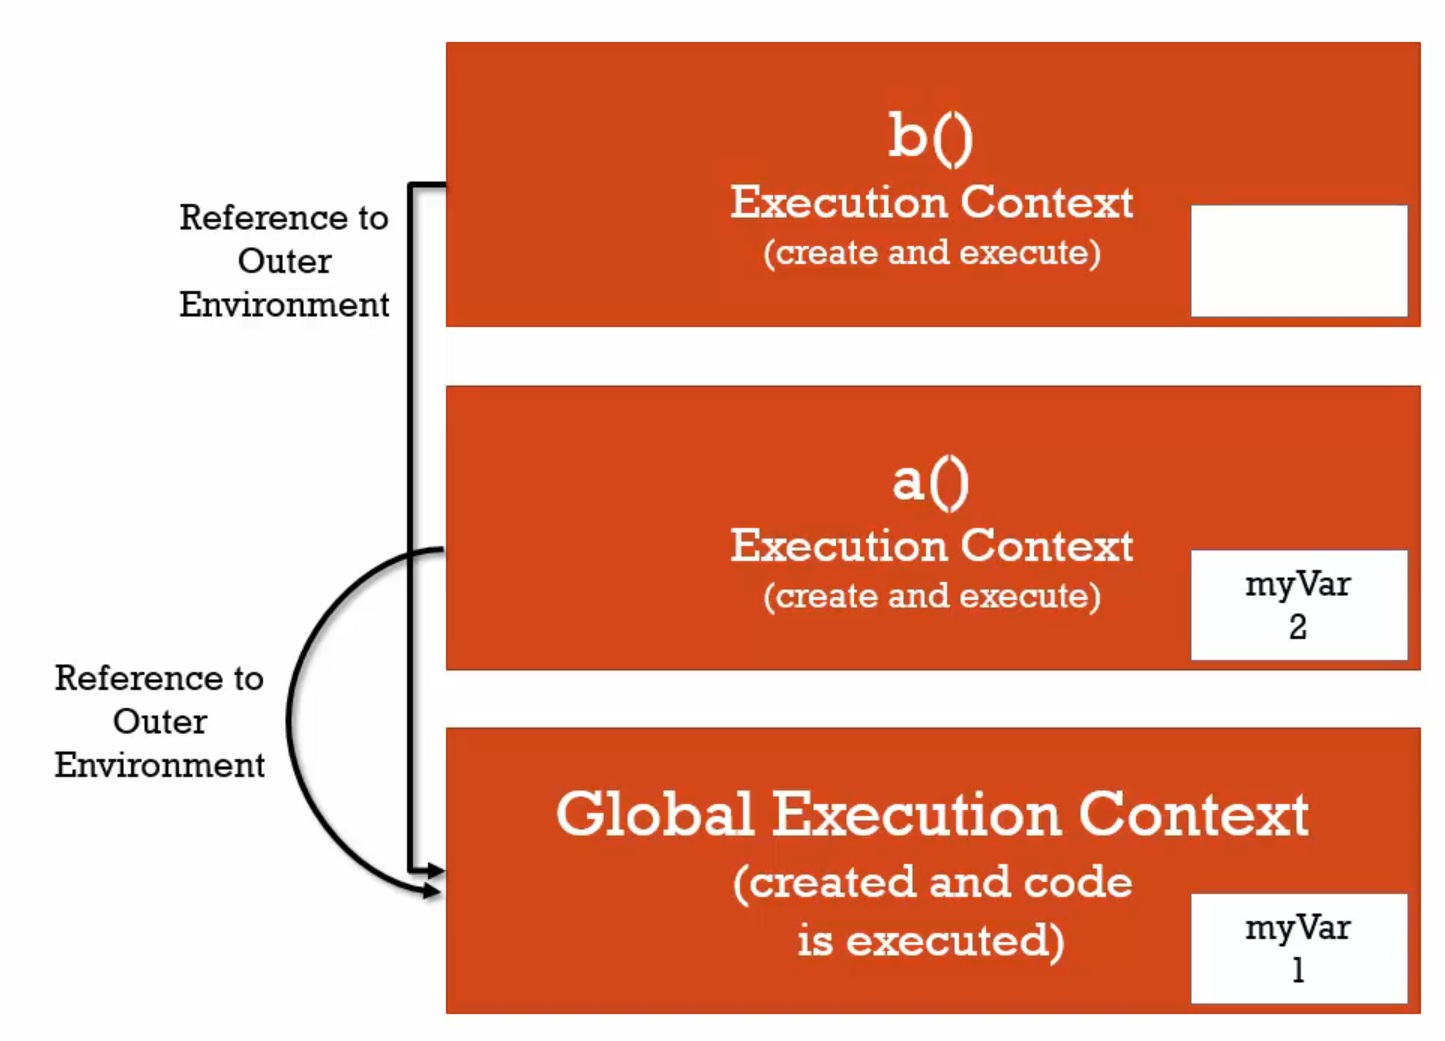 b()
Execution Context
(create and execute)
Reference to
Outer
Environment
a()
Execution Context
(create and execute)
myVar
2
Reference to
Outer
Environment
Global Execution Context
(created and code
is executed)
myVar
1